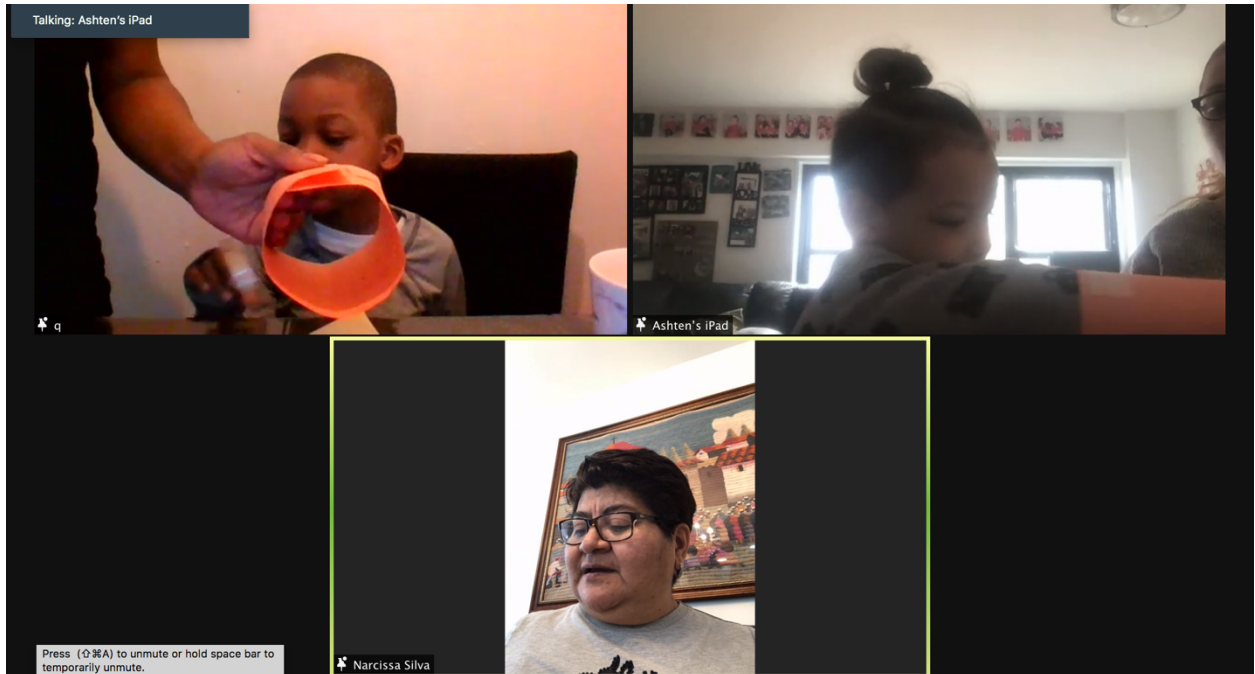 Talking: Ashten's iPad
q
Ashten's iPad
Narcissa Silva
Press (⇧⌘A) to unmute or hold space bar to
temporarily unmute.